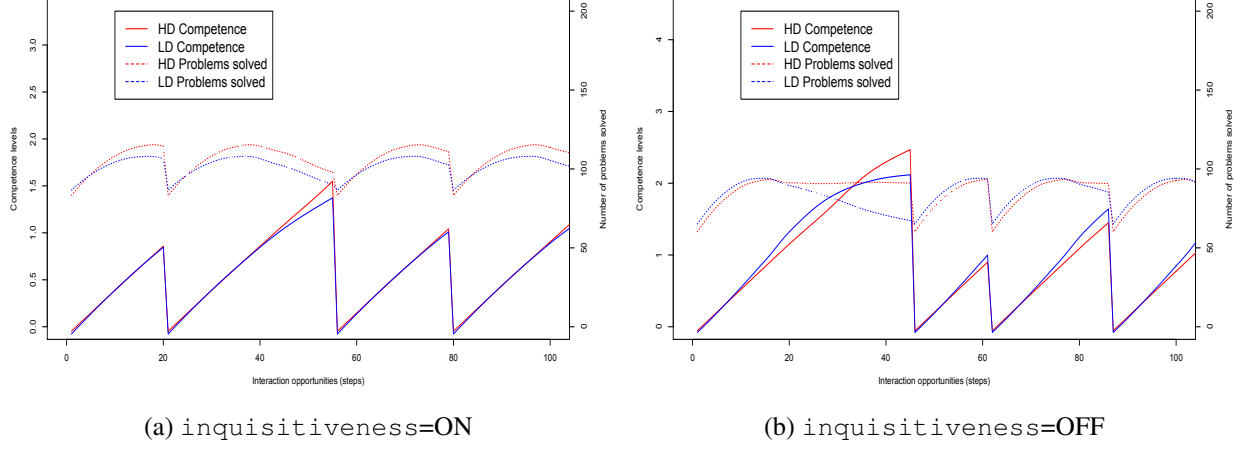 HD Competence
LD Competence
HD Problems solved
LD Problems solved
Competence levels
0.0 0.5 1.0 1.5 2.0 2.5 3.0
Number of problems solved
0 50 100 150 200
0 20 40 60 80 100
Interaction opportunities (steps)
(a) inquisitiveness=ON
HD Competence
LD Competence
HD Problems solved
LD Problems solved
Competence levels
0 1 2 3 4
Number of problems solved
0 50 100 150 200
0 20 40 60 80 100
Interaction opportunities (steps)
(b) inquisitiveness=OFF